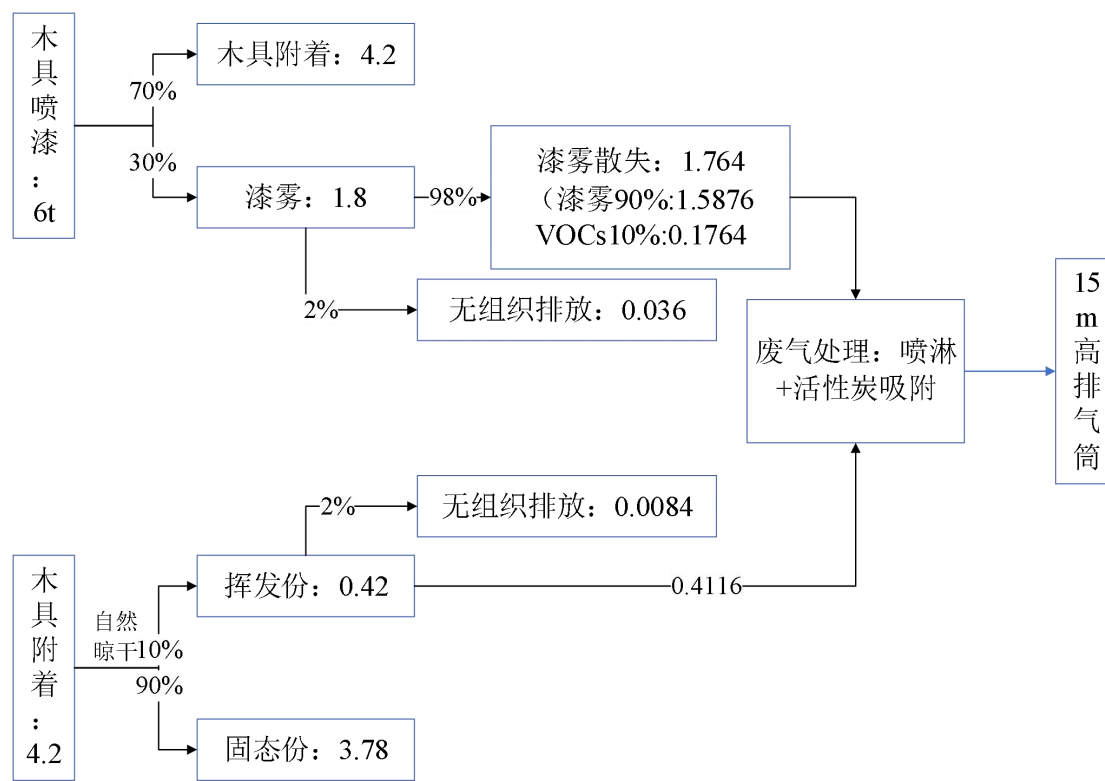 木
具
喷
漆
：
6t
70%
30%
木具附着：4.2
漆雾：1.8
98%
2%
漆雾散失：1.764
（漆雾90%:1.5876
VOCs10%:0.1764
无组织排放：0.036
废气处理：喷淋
+活性炭吸附
15
m
高
排
气
筒
木
具
附
着
：
4.2
自然
晾干10%
90%
挥发份：0.42
2%
无组织排放：0.0084
0.4116
固态份：3.78